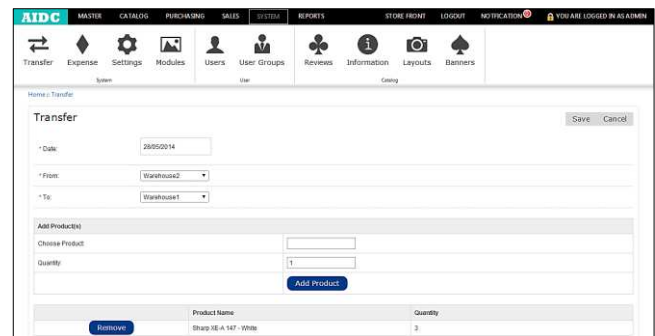 AIDC MASTER CATALOG PURCHASING SALES SYSTEM REPORTS STORE FRONT LOGOUT NOTFICATION YOU ARE LOGGED IN AS ADMIN
Transfer Expense Settings Modules Users User Groups Reviews Information Layouts Banners
System User Catalog
Home :: Transfer
Transfer Save Cancel
* Date: 28/05/2014
* From: Warehouse2
* To: Warehouse1
Add Product(s)
Choose Product:
Quantity: 1
Add Product
Product Name Quantity
Remove Sharp XE-A 147 - White 3